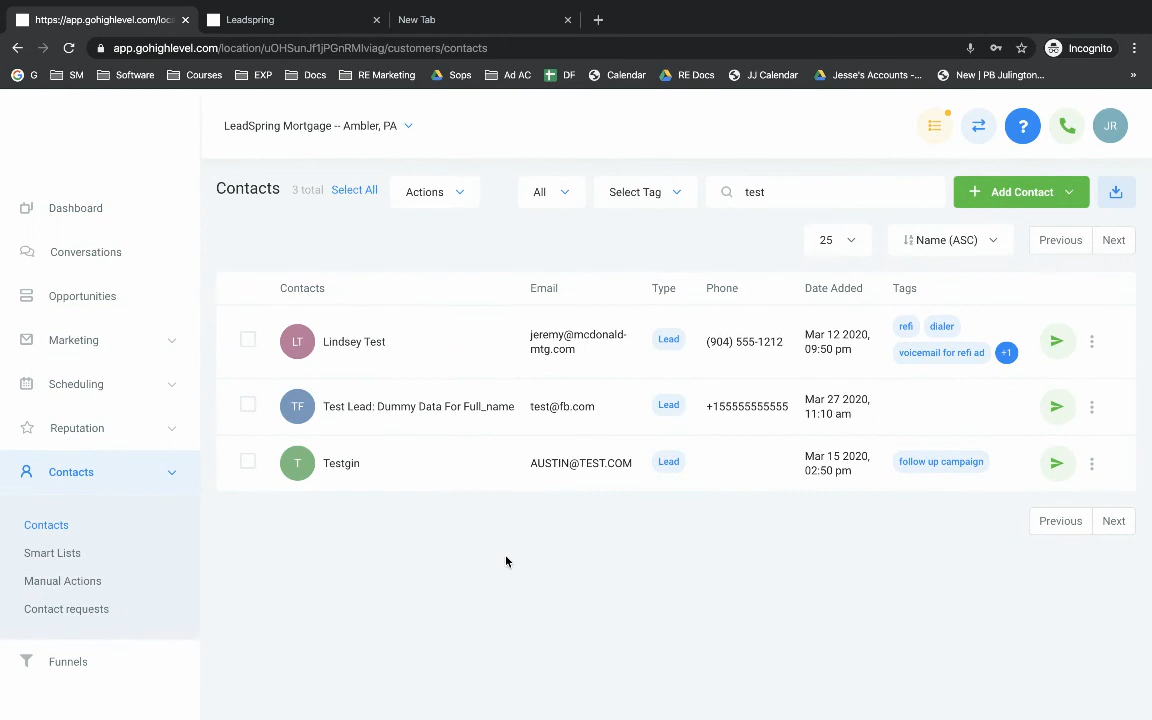 https://app.gohighlevel.com/loca
Leadspring
New Tab
app.gohighlevel.com/location/uOHSunJf1jPGnRMIviag/customers/contacts
Incognito
G
SM
Software
Courses
EXP
Docs
RE Marketing
Sops
Ad AC
DF
Calendar
RE Docs
JJ Calendar
Jesse's Accounts -...
New | PB Julington...
»
LeadSpring Mortgage -- Ambler, PA
?
JR
Dashboard
Conversations
Opportunities
Marketing
Scheduling
Reputation
Contacts
Contacts
Smart Lists
Manual Actions
Contact requests
Funnels
Contacts 3 total Select All
Actions
All
Select Tag
test
+ Add Contact
25
Name (ASC)
Previous Next
Contacts Email Type Phone Date Added Tags
LT
Lindsey Test
jeremy@mcdonald-
mtg.com
Lead
(904) 555-1212
Mar 12 2020,
09:50 pm
refi dialer
voicemail for refi ad +1
TF
Test Lead: Dummy Data For Full_name
test@fb.com
Lead
+155555555555
Mar 27 2020,
11:10 am
T
Testgin
AUSTIN@TEST.COM
Lead
Mar 15 2020,
02:50 pm
follow up campaign
Previous Next